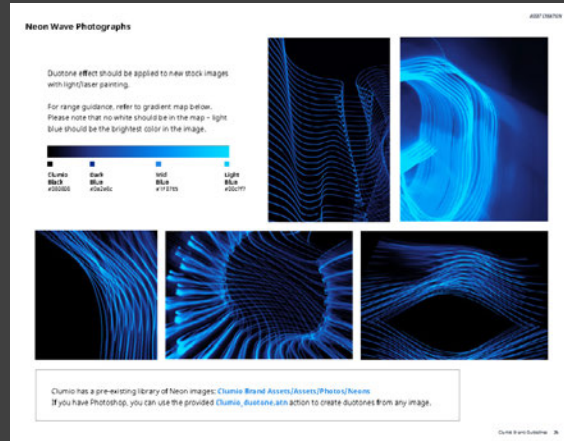 ASSET CREATION
Neon Wave Photographs
Duotone effect should be applied to new stock images
with light/laser painting.
For range guidance, refer to gradient map below.
Please note that no white should be in the map – light
blue should be the brightest color in the image.
Clumio Dark Mid Light
Black Blue Blue Blue
Clumio has a pre-existing library of Neon images: Clumio Brand Assets/Assets/Photos/Neons
If you have Photoshop, you can use the provided Clumio_duotone.atn action to create duotones from any image.
Clumio Brand Guidelines